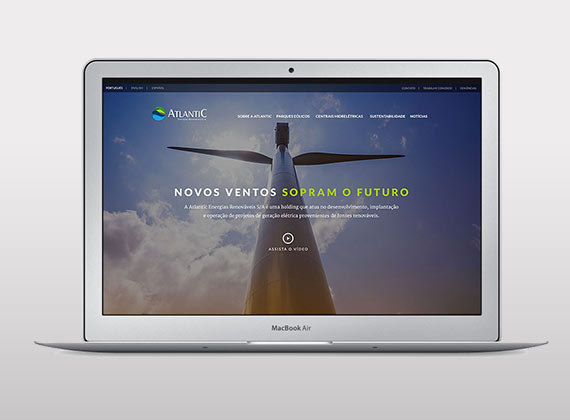 PORTUGUÊS | ENGLISH | ESPAÑOL
CONTATO | TRABALHE CONOSCO | DENÚNCIAS
ATLANTIC
SOBRE A ATLANTIC PARQUES EÓLICOS CENTRAIS HIDRELÉTRICAS SUSTENTABILIDADE NOTÍCIAS
NOVOS VENTOS SOPRAM O FUTURO
A Atlantic Energias Renováveis S/A é uma holding que atua no desenvolvimento, implantação
e operação de projetos de geração elétrica provenientes de fontes renováveis.
ASSISTA O VÍDEO
MacBook Air